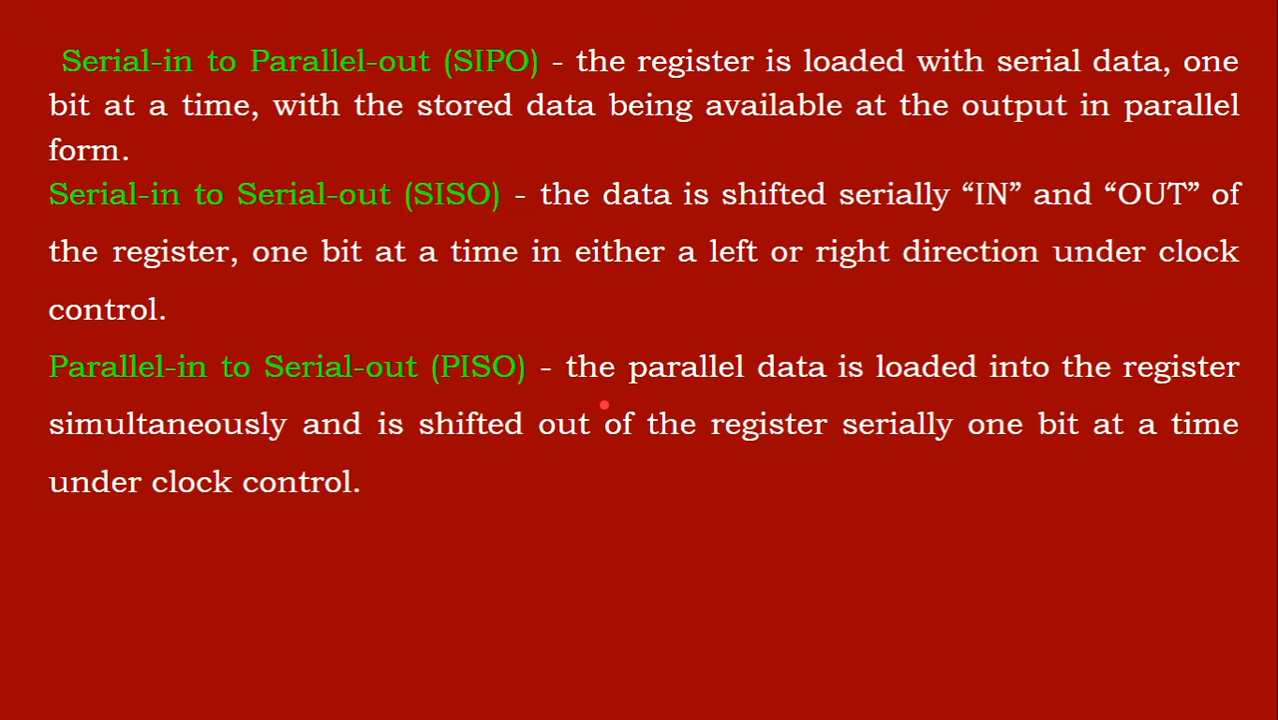 Serial-in to Parallel-out (SIPO) - the register is loaded with serial data, one
bit at a time, with the stored data being available at the output in parallel
form.
Serial-in to Serial-out (SISO) - the data is shifted serially “IN” and “OUT” of
the register, one bit at a time in either a left or right direction under clock
control.
Parallel-in to Serial-out (PISO) - the parallel data is loaded into the register
simultaneously and is shifted out of the register serially one bit at a time
under clock control.